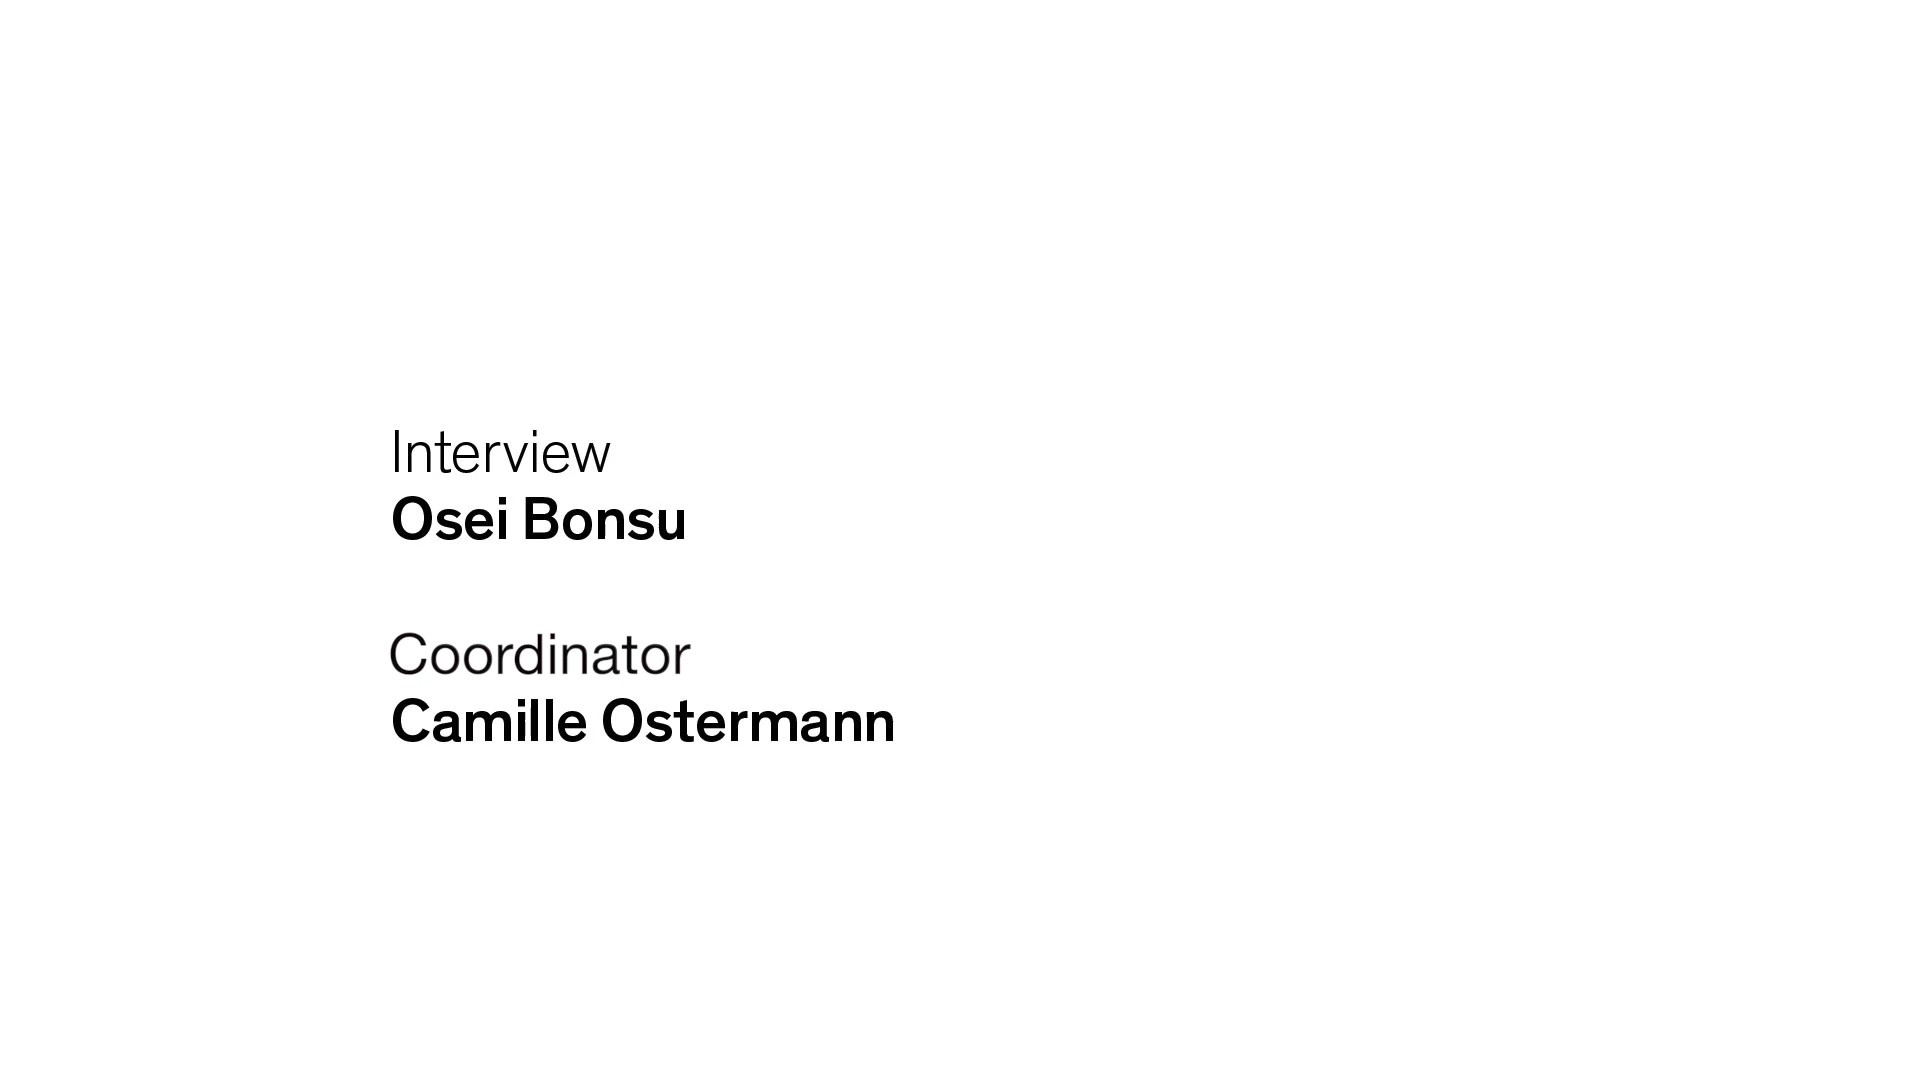 Interview
Osei Bonsu
Coordinator
Camille Ostermann